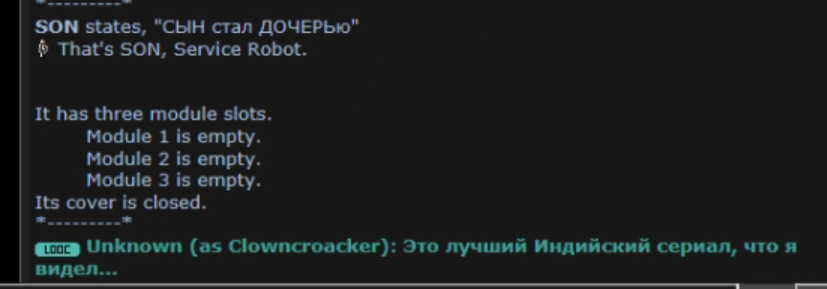 *---------*
SON states, "СЫН стал ДОЧЕРЬю"
That's SON, Service Robot.
It has three module slots.
Module 1 is empty.
Module 2 is empty.
Module 3 is empty.
Its cover is closed.
*---------*
LOOC Unknown (as Clowncroacker): Это лучший Индийский сериал, что я
видел...